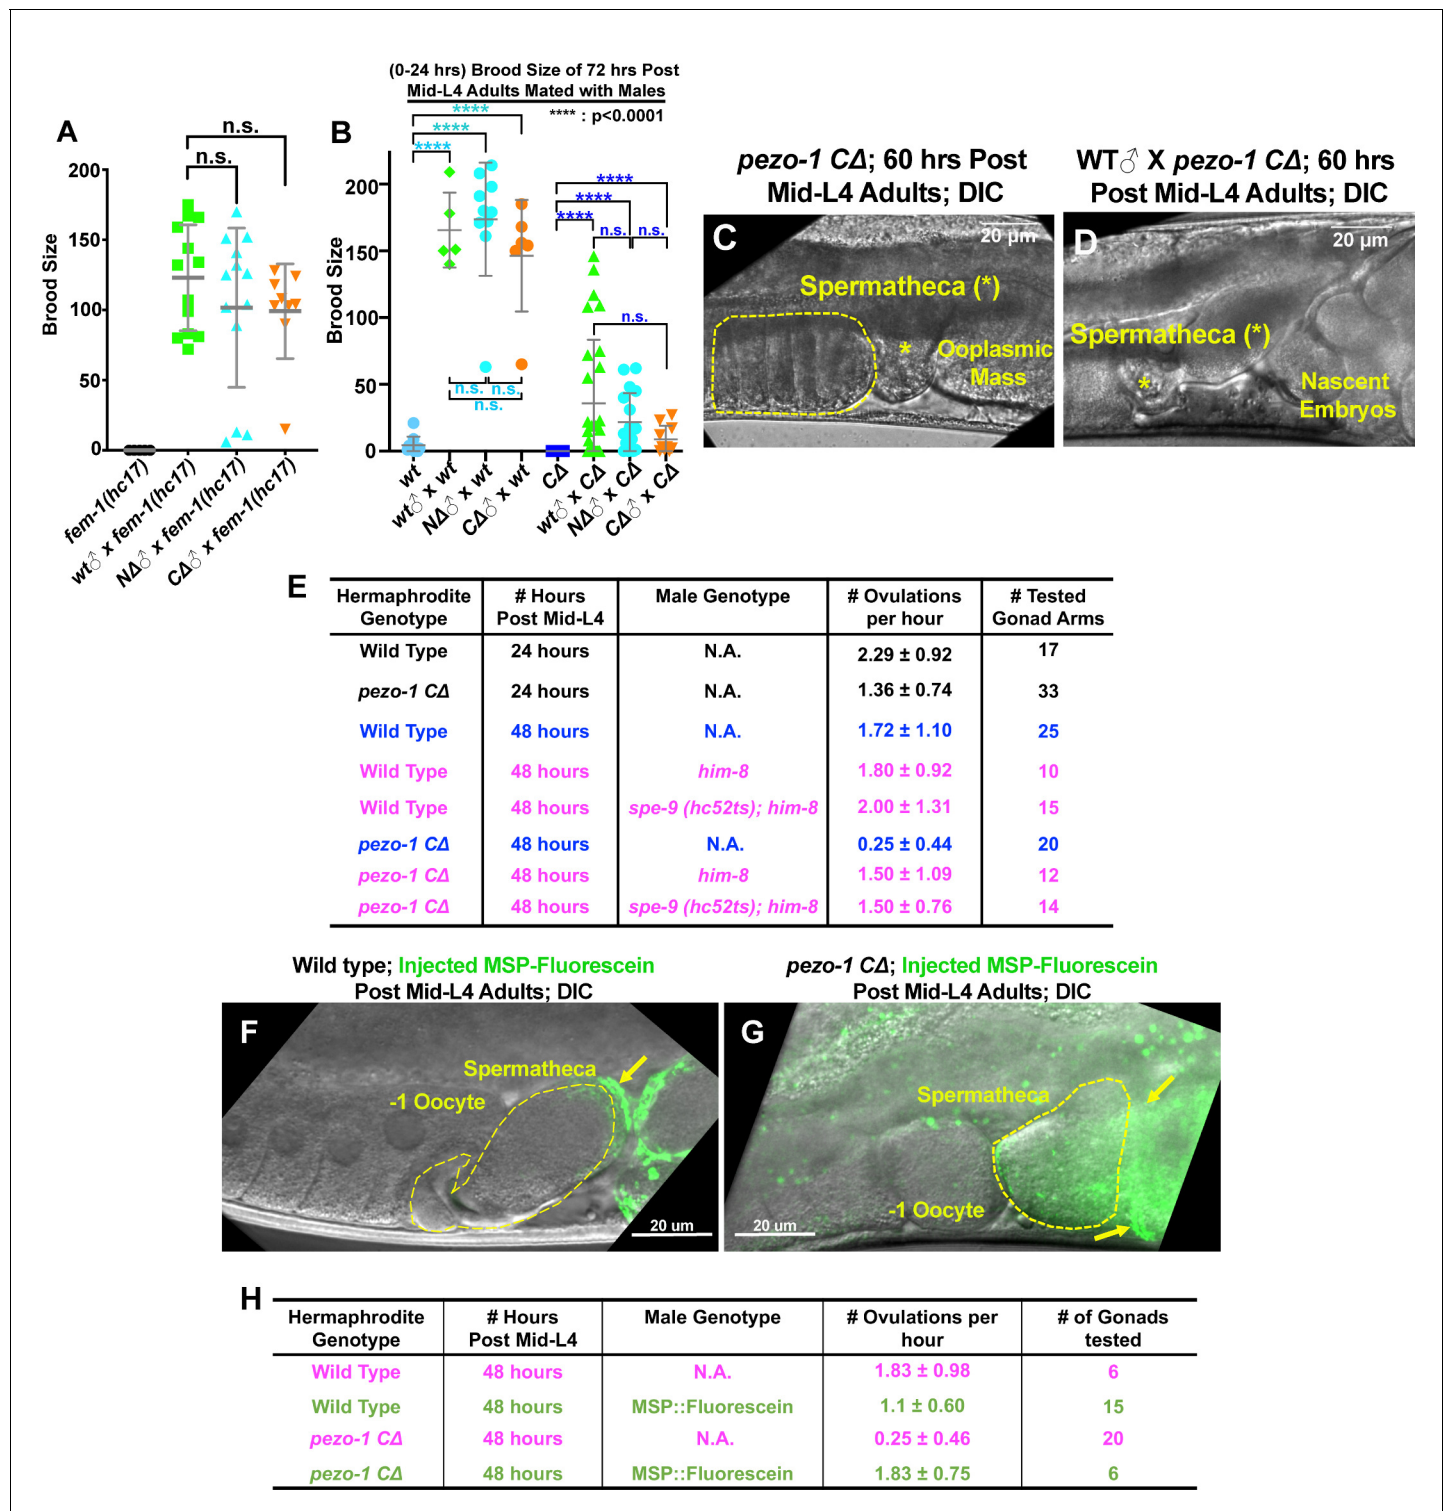 A
Brood Size
200
150
100
50
0
n.s.
n.s.
fem-1(hc17)
wt♂ x fem-1(hc17)
NΔ♂ x fem-1(hc17)
CΔ♂ x fem-1(hc17)
B
(0-24 hrs) Brood Size of 72 hrs Post
Mid-L4 Adults Mated with Males
**** : p<0.0001
Brood Size
200
150
100
50
0
****
****
****
n.s.
n.s.
n.s.
****
****
****
n.s.
n.s.
n.s.
wt
wt♂ x wt
NΔ♂ x wt
CΔ♂ x wt
CΔ
wt♂ x CΔ
NΔ♂ x CΔ
CΔ♂ x CΔ
pezo-1 CΔ; 60 hrs Post
Mid-L4 Adults; DIC
C
20 µm
Spermatheca (*)
*
Ooplasmic
Mass
WT♂ X pezo-1 CΔ; 60 hrs
Post Mid-L4 Adults; DIC
D
20 µm
Spermatheca (*)
*
Nascent
Embryos
E
Hermaphrodite Genotype # Hours Post Mid-L4 Male Genotype # Ovulations per hour # Tested Gonad Arms
Wild Type 24 hours N.A. 2.29 ± 0.92 17
pezo-1 CΔ 24 hours N.A. 1.36 ± 0.74 33
Wild Type 48 hours N.A. 1.72 ± 1.10 25
Wild Type 48 hours him-8 1.80 ± 0.92 10
Wild Type 48 hours spe-9 (hc52ts); him-8 2.00 ± 1.31 15
pezo-1 CΔ 48 hours N.A. 0.25 ± 0.44 20
pezo-1 CΔ 48 hours him-8 1.50 ± 1.09 12
pezo-1 CΔ 48 hours spe-9 (hc52ts); him-8 1.50 ± 0.76 14
Wild type; Injected MSP-Fluorescein
Post Mid-L4 Adults; DIC
F
Spermatheca
-1 Oocyte
20 um
pezo-1 CΔ; Injected MSP-Fluorescein
Post Mid-L4 Adults; DIC
G
Spermatheca
-1 Oocyte
20 um
H
Hermaphrodite Genotype # Hours Post Mid-L4 Male Genotype # Ovulations per hour # of Gonads tested
Wild Type 48 hours N.A. 1.83 ± 0.98 6
Wild Type 48 hours MSP::Fluorescein 1.1 ± 0.60 15
pezo-1 CΔ 48 hours N.A. 0.25 ± 0.46 20
pezo-1 CΔ 48 hours MSP::Fluorescein 1.83 ± 0.75 6